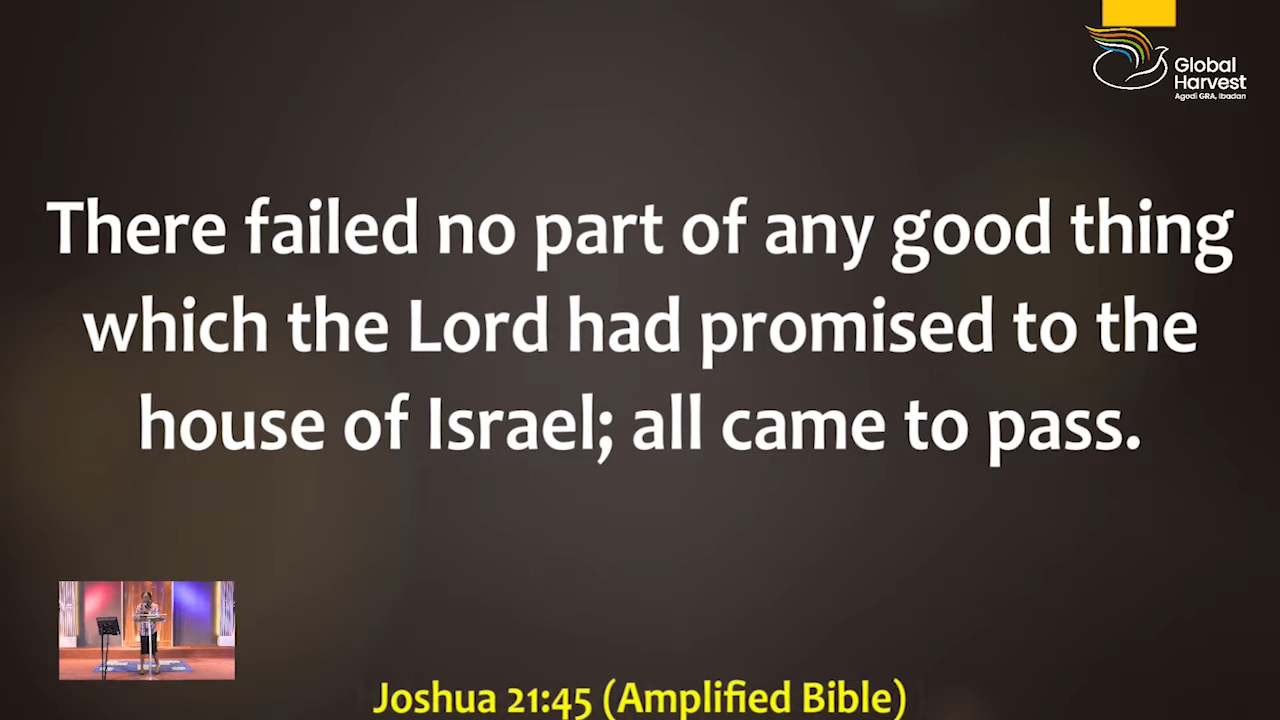 Global
Harvest
Agodi GRA, Ibadan
There failed no part of any good thing
which the Lord had promised to the
house of Israel; all came to pass.
Joshua 21:45 (Amplified Bible)